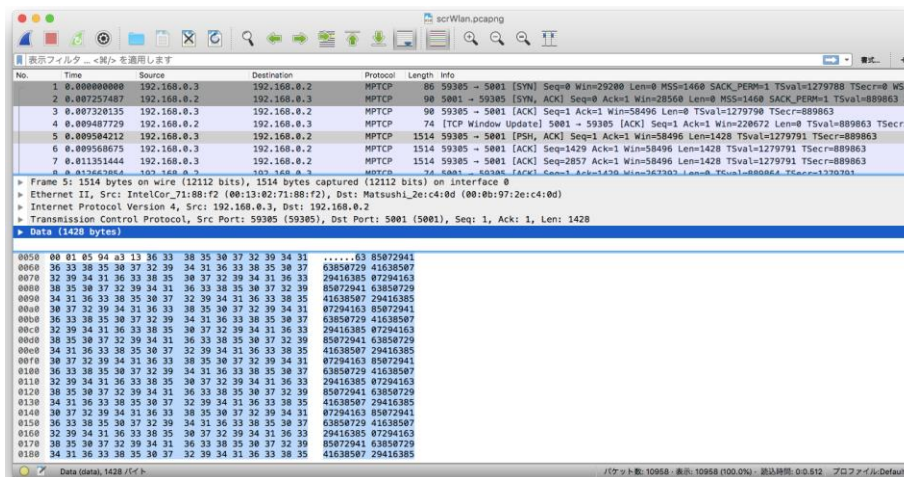 scrWlan.pcapng
表示フィルタ ... <⌘/> を適用します
書式...
No. Time Source Destination Protocol Length Info
1 0.000000000 192.168.0.3 192.168.0.2 MPTCP 86 59305 → 5001 [SYN] Seq=0 Win=29200 Len=0 MSS=1460 SACK_PERM=1 TSval=1279788 TSecr=0 WS
2 0.007257487 192.168.0.2 192.168.0.3 MPTCP 90 5001 → 59305 [SYN, ACK] Seq=0 Ack=1 Win=28560 Len=0 MSS=1460 SACK_PERM=1 TSval=889863
3 0.007320135 192.168.0.3 192.168.0.2 MPTCP 90 59305 → 5001 [ACK] Seq=1 Ack=1 Win=58496 Len=0 TSval=1279790 TSecr=889863
4 0.009487729 192.168.0.2 192.168.0.3 MPTCP 74 [TCP Window Update] 5001 → 59305 [ACK] Seq=1 Ack=1 Win=220672 Len=0 TSval=889863 TSecr
5 0.009504212 192.168.0.3 192.168.0.2 MPTCP 1514 59305 → 5001 [PSH, ACK] Seq=1 Ack=1 Win=58496 Len=1428 TSval=1279791 TSecr=889863
6 0.009568675 192.168.0.3 192.168.0.2 MPTCP 1514 59305 → 5001 [ACK] Seq=1429 Ack=1 Win=58496 Len=1428 TSval=1279791 TSecr=889863
7 0.011351444 192.168.0.3 192.168.0.2 MPTCP 1514 59305 → 5001 [ACK] Seq=2857 Ack=1 Win=58496 Len=1428 TSval=1279791 TSecr=889863
Frame 5: 1514 bytes on wire (12112 bits), 1514 bytes captured (12112 bits) on interface 0
Ethernet II, Src: IntelCor_71:88:f2 (00:13:02:71:88:f2), Dst: Matsushi_2e:c4:0d (00:0b:97:2e:c4:0d)
Internet Protocol Version 4, Src: 192.168.0.3, Dst: 192.168.0.2
Transmission Control Protocol, Src Port: 59305 (59305), Dst Port: 5001 (5001), Seq: 1, Ack: 1, Len: 1428
Data (1428 bytes)
0050 00 01 05 94 a3 13 36 33 38 35 30 37 32 39 34 31 ......63 85072941
0060 36 33 38 35 30 37 32 39 34 31 36 33 38 35 30 37 63850729 41638507
0070 32 39 34 31 36 33 38 35 30 37 32 39 34 31 36 33 29416385 07294163
0080 38 35 30 37 32 39 34 31 36 33 38 35 30 37 32 39 85072941 63850729
0090 34 31 36 33 38 35 30 37 32 39 34 31 36 33 38 35 41638507 29416385
00a0 30 37 32 39 34 31 36 33 38 35 30 37 32 39 34 31 07294163 85072941
00b0 36 33 38 35 30 37 32 39 34 31 36 33 38 35 30 37 63850729 41638507
00c0 32 39 34 31 36 33 38 35 30 37 32 39 34 31 36 33 29416385 07294163
00d0 38 35 30 37 32 39 34 31 36 33 38 35 30 37 32 39 85072941 63850729
00e0 34 31 36 33 38 35 30 37 32 39 34 31 36 33 38 35 41638507 29416385
00f0 30 37 32 39 34 31 36 33 38 35 30 37 32 39 34 31 07294163 85072941
0100 36 33 38 35 30 37 32 39 34 31 36 33 38 35 30 37 63850729 41638507
0110 32 39 34 31 36 33 38 35 30 37 32 39 34 31 36 33 29416385 07294163
0120 38 35 30 37 32 39 34 31 36 33 38 35 30 37 32 39 85072941 63850729
0130 34 31 36 33 38 35 30 37 32 39 34 31 36 33 38 35 41638507 29416385
0140 30 37 32 39 34 31 36 33 38 35 30 37 32 39 34 31 07294163 85072941
0150 36 33 38 35 30 37 32 39 34 31 36 33 38 35 30 37 63850729 41638507
0160 32 39 34 31 36 33 38 35 30 37 32 39 34 31 36 33 29416385 07294163
0170 38 35 30 37 32 39 34 31 36 33 38 35 30 37 32 39 85072941 63850729
0180 34 31 36 33 38 35 30 37 32 39 34 31 36 33 38 35 41638507 29416385
Data (data), 1428 バイト パケット数: 10958 · 表示: 10958 (100.0%) · 読込時間: 0:0.512 プロファイル:Default